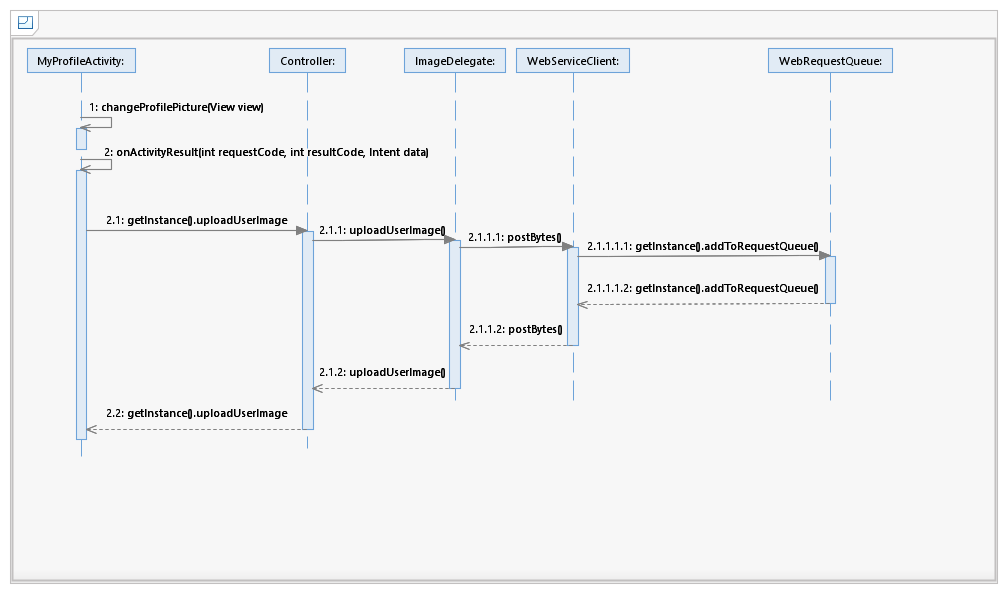 MyProfileActivity:
Controller:
ImageDelegate:
WebServiceClient:
WebRequestQueue:
1: changeProfilePicture(View view)
2: onActivityResult(int requestCode, int resultCode, Intent data)
2.1: getInstance().uploadUserImage
2.1.1: uploadUserImage()
2.1.1.1: postBytes()
2.1.1.1.1: getInstance().addToRequestQueue()
2.1.1.1.2: getInstance().addToRequestQueue()
2.1.1.2: postBytes()
2.1.2: uploadUserImage()
2.2: getInstance().uploadUserImage